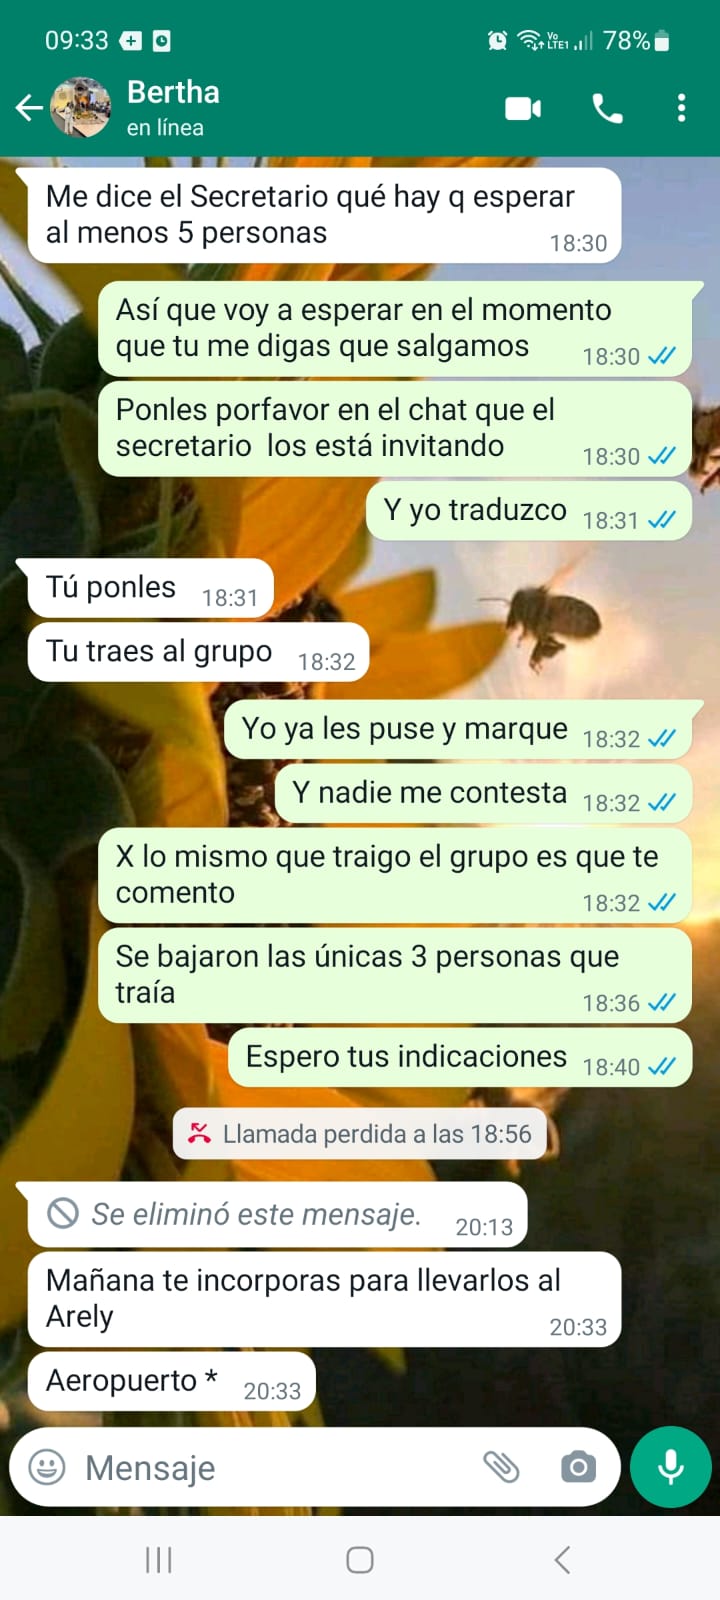 09:33
Vo
LTE1
78%
Bertha
en línea
Me dice el Secretario qué hay q esperar
al menos 5 personas
18:30
Así que voy a esperar en el momento
que tu me digas que salgamos
18:30
Ponles porfavor en el chat que el
secretario los está invitando
18:30
Y yo traduzco
18:31
Tú ponles
18:31
Tu traes al grupo
18:32
Yo ya les puse y marque
18:32
Y nadie me contesta
18:32
X lo mismo que traigo el grupo es que te
comento
18:32
Se bajaron las únicas 3 personas que
traía
18:36
Espero tus indicaciones
18:40
Llamada perdida a las 18:56
Se eliminó este mensaje.
20:13
Mañana te incorporas para llevarlos al
Arely
20:33
Aeropuerto *
20:33
Mensaje